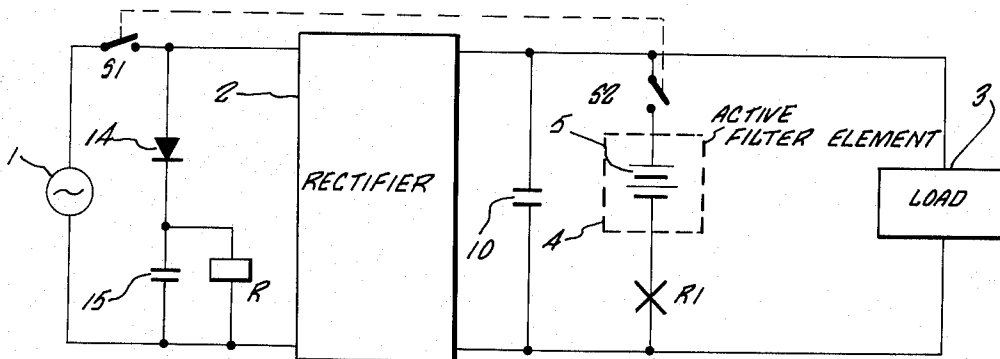 S1
2
14
1
RECTIFIER
15
R
10
S2
5
ACTIVE
FILTER ELEMENT
4
R1
3
LOAD